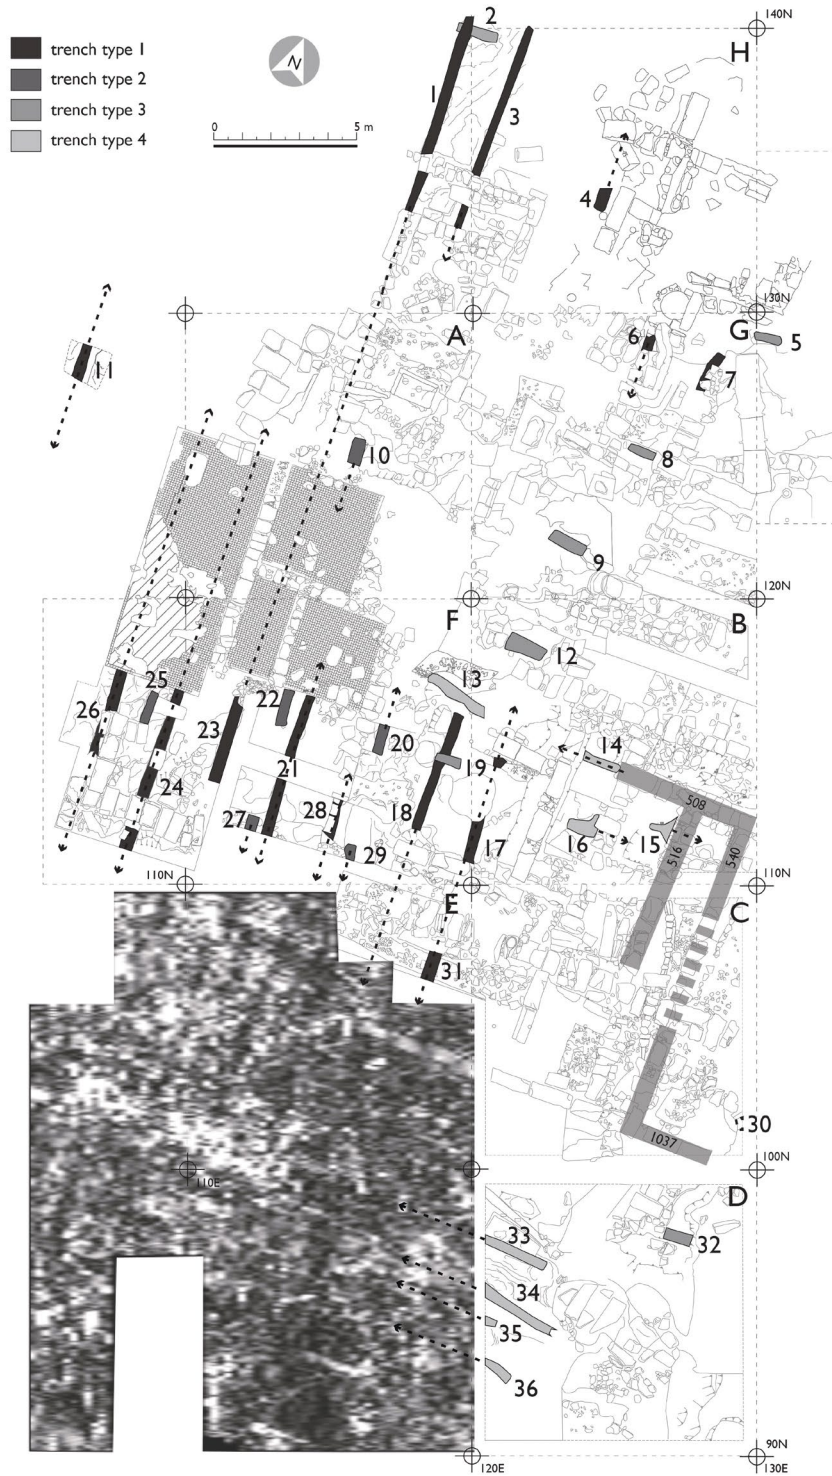 2
140N
trench type 1
H
trench type 2
N
trench type 3
1
0 5 m
trench type 4
3
4
130N
A
G
5
6
11
7
10
8
9
120N
F
B
12
13
25
22
26
23
20
14
19
24
21
508
28
18
27
16
15
540
17
516
29
110N
110N
E
C
31
30
1037
100N
110E
D
33
32
34
35
36
90N
120E
130E